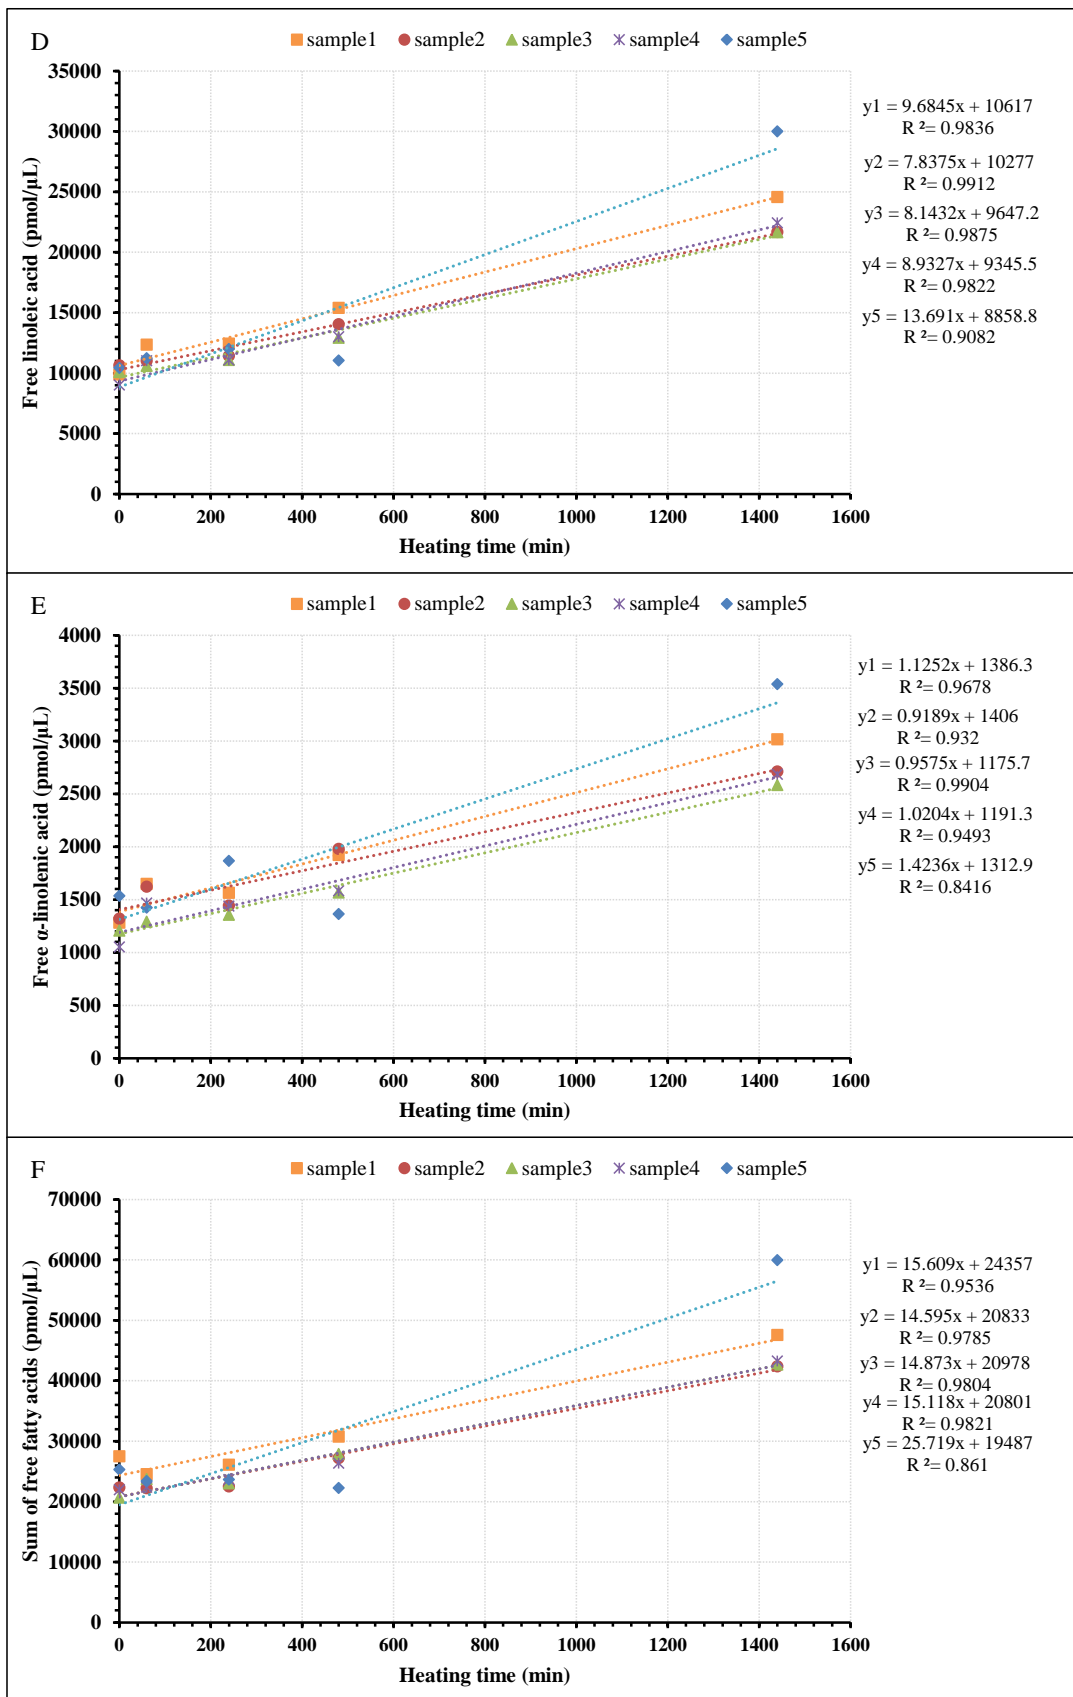 D
sample1 sample2 sample3 sample4 sample5
35000
30000
25000
20000
15000
10000
5000
0
Free linoleic acid (pmol/μL)
0 200 400 600 800 1000 1200 1400 1600
Heating time (min)
y1 = 9.6845x + 10617
R ²= 0.9836
y2 = 7.8375x + 10277
R ²= 0.9912
y3 = 8.1432x + 9647.2
R ²= 0.9875
y4 = 8.9327x + 9345.5
R ²= 0.9822
y5 = 13.691x + 8858.8
R ²= 0.9082
E
sample1 sample2 sample3 sample4 sample5
4000
3500
3000
2500
2000
1500
1000
500
0
Free α-linolenic acid (pmol/μL)
0 200 400 600 800 1000 1200 1400 1600
Heating time (min)
y1 = 1.1252x + 1386.3
R ²= 0.9678
y2 = 0.9189x + 1406
R ²= 0.932
y3 = 0.9575x + 1175.7
R ²= 0.9904
y4 = 1.0204x + 1191.3
R ²= 0.9493
y5 = 1.4236x + 1312.9
R ²= 0.8416
F
sample1 sample2 sample3 sample4 sample5
70000
60000
50000
40000
30000
20000
10000
0
Sum of free fatty acids (pmol/μL)
0 200 400 600 800 1000 1200 1400 1600
Heating time (min)
y1 = 15.609x + 24357
R ²= 0.9536
y2 = 14.595x + 20833
R ²= 0.9785
y3 = 14.873x + 20978
R ²= 0.9804
y4 = 15.118x + 20801
R ²= 0.9821
y5 = 25.719x + 19487
R ²= 0.861